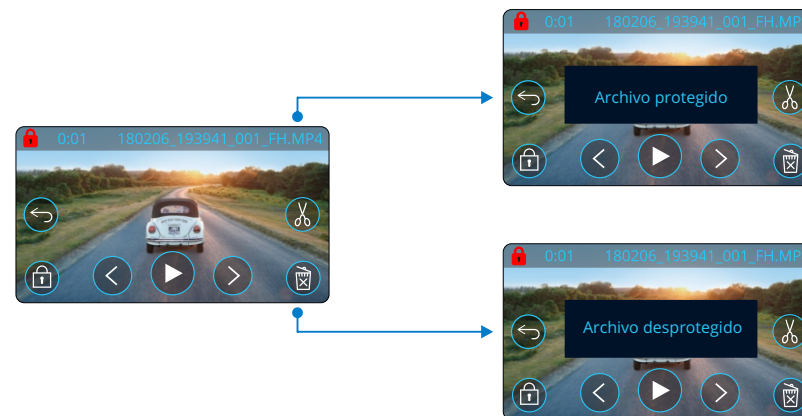 0:01 180206_193941_001_FH.MP4
0:01 180206_193941_001_FH.MP
Archivo protegido
0:01 180206_193941_001_FH.MP
Archivo desprotegido